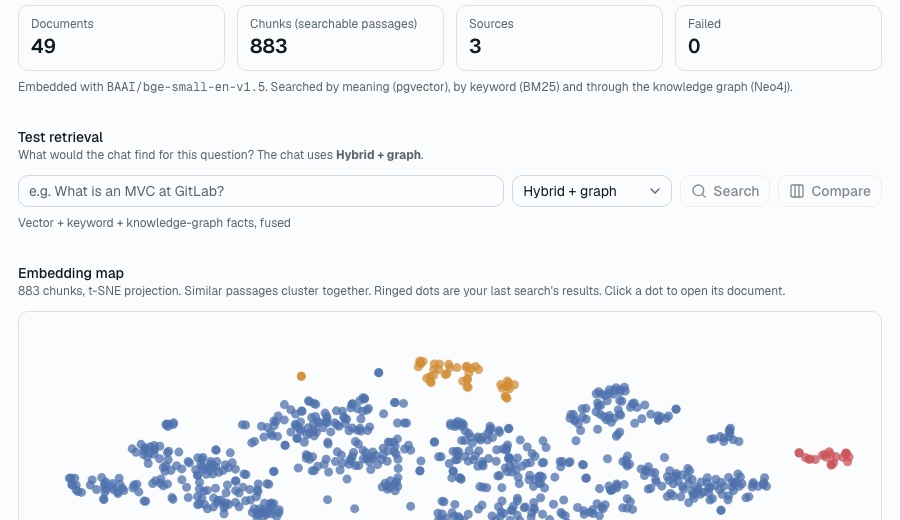 Documents
49
Chunks (searchable passages)
883
Sources
3
Failed
0
Embedded with BAAI/bge-small-en-v1.5. Searched by meaning (pgvector), by keyword (BM25) and through the knowledge graph (Neo4j).
Test retrieval
What would the chat find for this question? The chat uses Hybrid + graph.
e.g. What is an MVC at GitLab?
Hybrid + graph
Search
Compare
Vector + keyword + knowledge-graph facts, fused
Embedding map
883 chunks, t-SNE projection. Similar passages cluster together. Ringed dots are your last search's results. Click a dot to open its document.